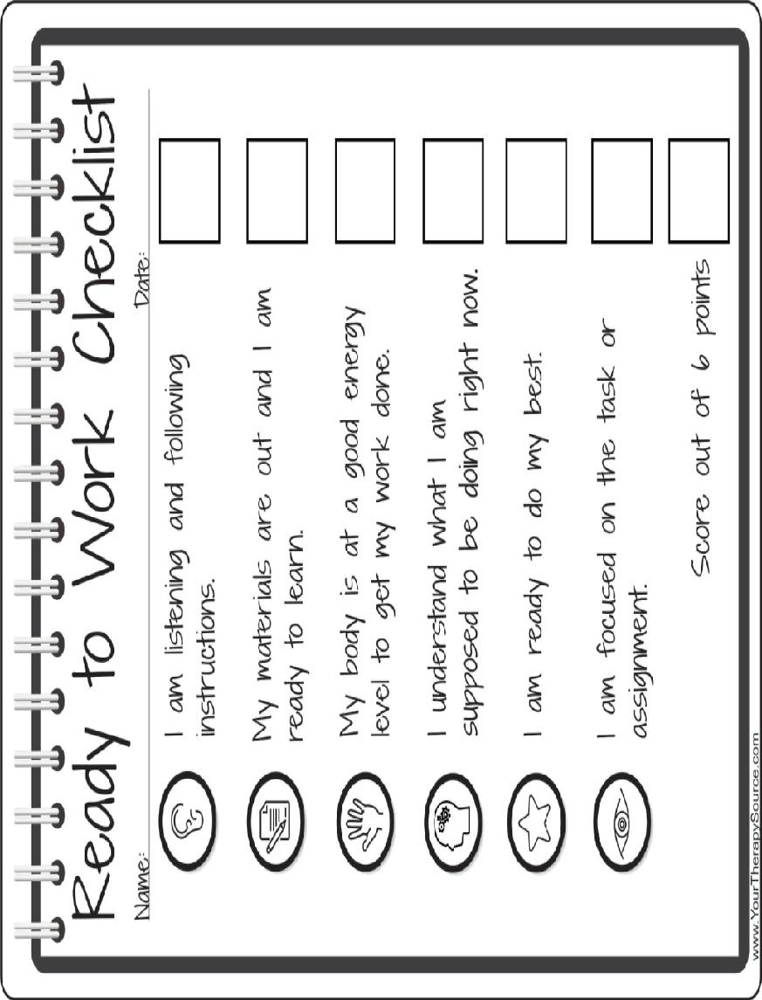 Ready to Work Checklist
Name: Date:
I am listening and following
instructions.
My materials are out and I am
ready to learn.
My body is at a good energy
level to get my work done.
I understand what I am
supposed to be doing right now.
I am ready to do my best.
I am focused on the task or
assignment.
Score out of 6 points
www.YourTherapySource.com